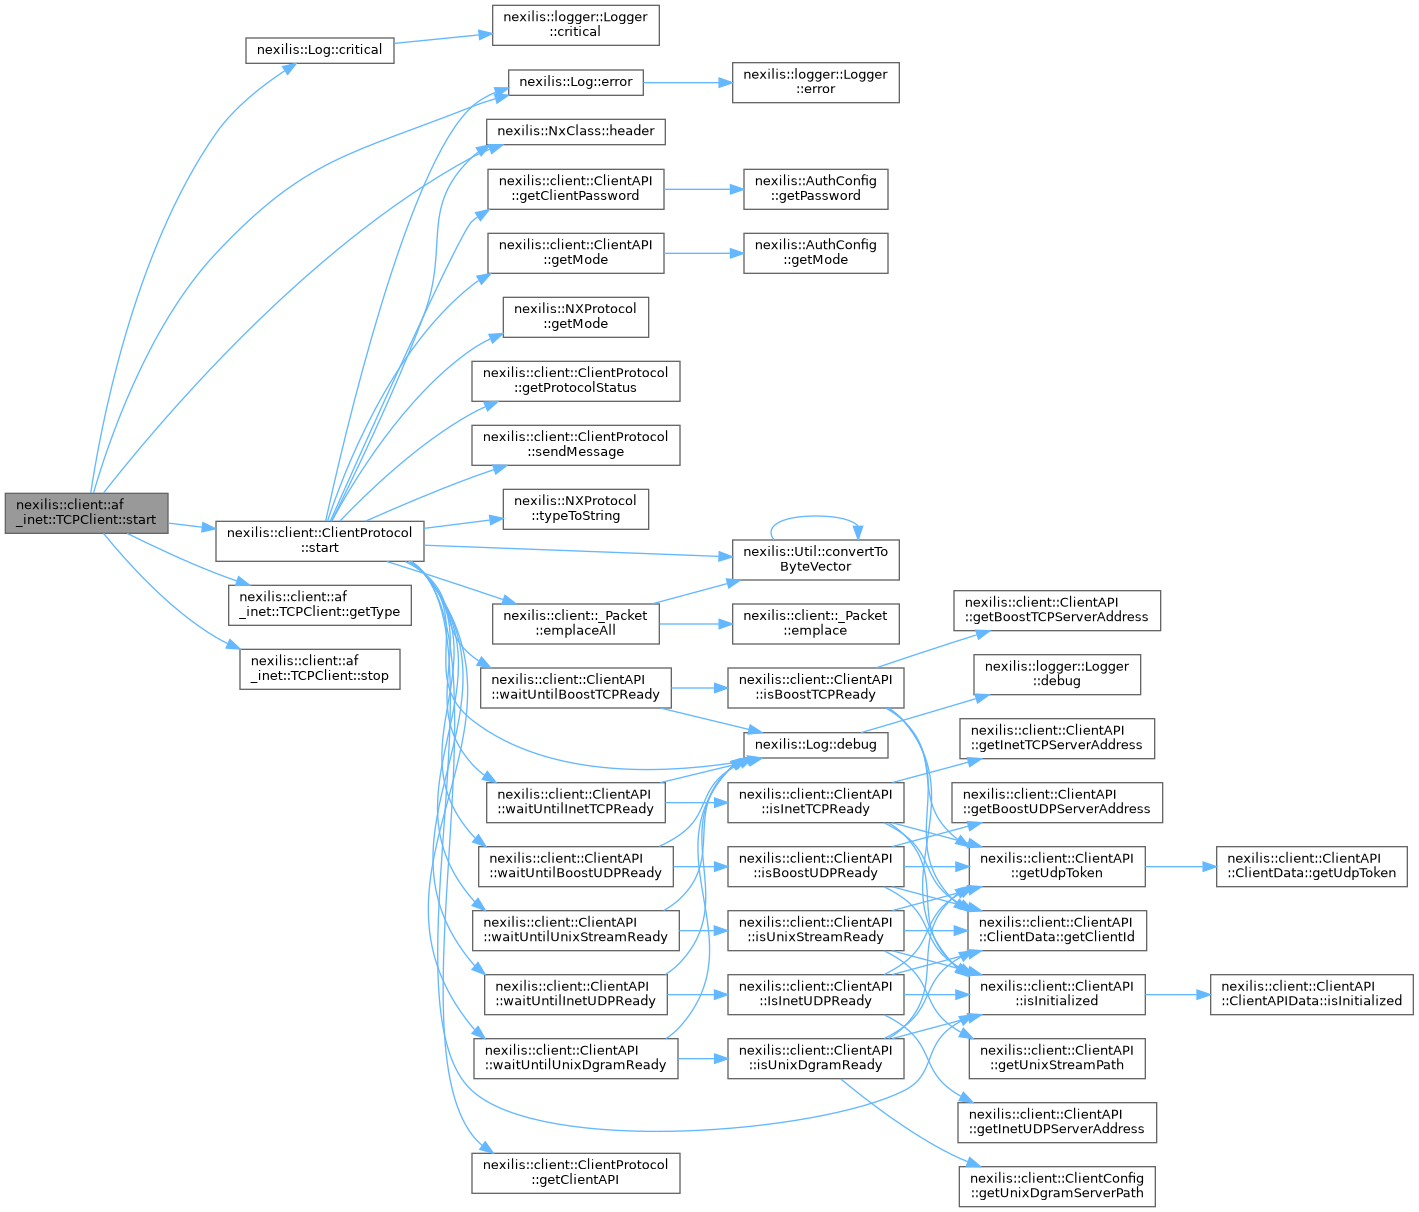 nexilis::client::af
_inet::TCPClient::start
nexilis::Log::critical
nexilis::logger::Logger
::critical
nexilis::Log::error
nexilis::logger::Logger
::error
nexilis::NxClass::header
nexilis::client::ClientProtocol
::start
nexilis::client::ClientAPI
::getClientPassword
nexilis::AuthConfig
::getPassword
nexilis::client::ClientAPI
::getMode
nexilis::AuthConfig
::getMode
nexilis::NXProtocol
::getMode
nexilis::client::ClientProtocol
::getProtocolStatus
nexilis::client::ClientProtocol
::sendMessage
nexilis::NXProtocol
::typeToString
nexilis::Util::convertTo
ByteVector
nexilis::client::_Packet
::emplaceAll
nexilis::client::_Packet
::emplace
nexilis::client::af
_inet::TCPClient::getType
nexilis::client::af
_inet::TCPClient::stop
nexilis::client::ClientAPI
::waitUntilBoostTCPReady
nexilis::client::ClientAPI
::isBoostTCPReady
nexilis::client::ClientAPI
::getBoostTCPServerAddress
nexilis::logger::Logger
::debug
nexilis::Log::debug
nexilis::client::ClientAPI
::getInetTCPServerAddress
nexilis::client::ClientAPI
::waitUntilInetTCPReady
nexilis::client::ClientAPI
::isInetTCPReady
nexilis::client::ClientAPI
::getBoostUDPServerAddress
nexilis::client::ClientAPI
::waitUntilBoostUDPReady
nexilis::client::ClientAPI
::isBoostUDPReady
nexilis::client::ClientAPI
::getUdpToken
nexilis::client::ClientAPI
::ClientData::getUdpToken
nexilis::client::ClientAPI
::waitUntilUnixStreamReady
nexilis::client::ClientAPI
::isUnixStreamReady
nexilis::client::ClientAPI
::ClientData::getClientId
nexilis::client::ClientAPI
::waitUntilInetUDPReady
nexilis::client::ClientAPI
::IsInetUDPReady
nexilis::client::ClientAPI
::isInitialized
nexilis::client::ClientAPI
::ClientAPIData::isInitialized
nexilis::client::ClientAPI
::waitUntilUnixDgramReady
nexilis::client::ClientAPI
::isUnixDgramReady
nexilis::client::ClientAPI
::getUnixStreamPath
nexilis::client::ClientAPI
::getInetUDPServerAddress
nexilis::client::ClientProtocol
::getClientAPI
nexilis::client::ClientConfig
::getUnixDgramServerPath